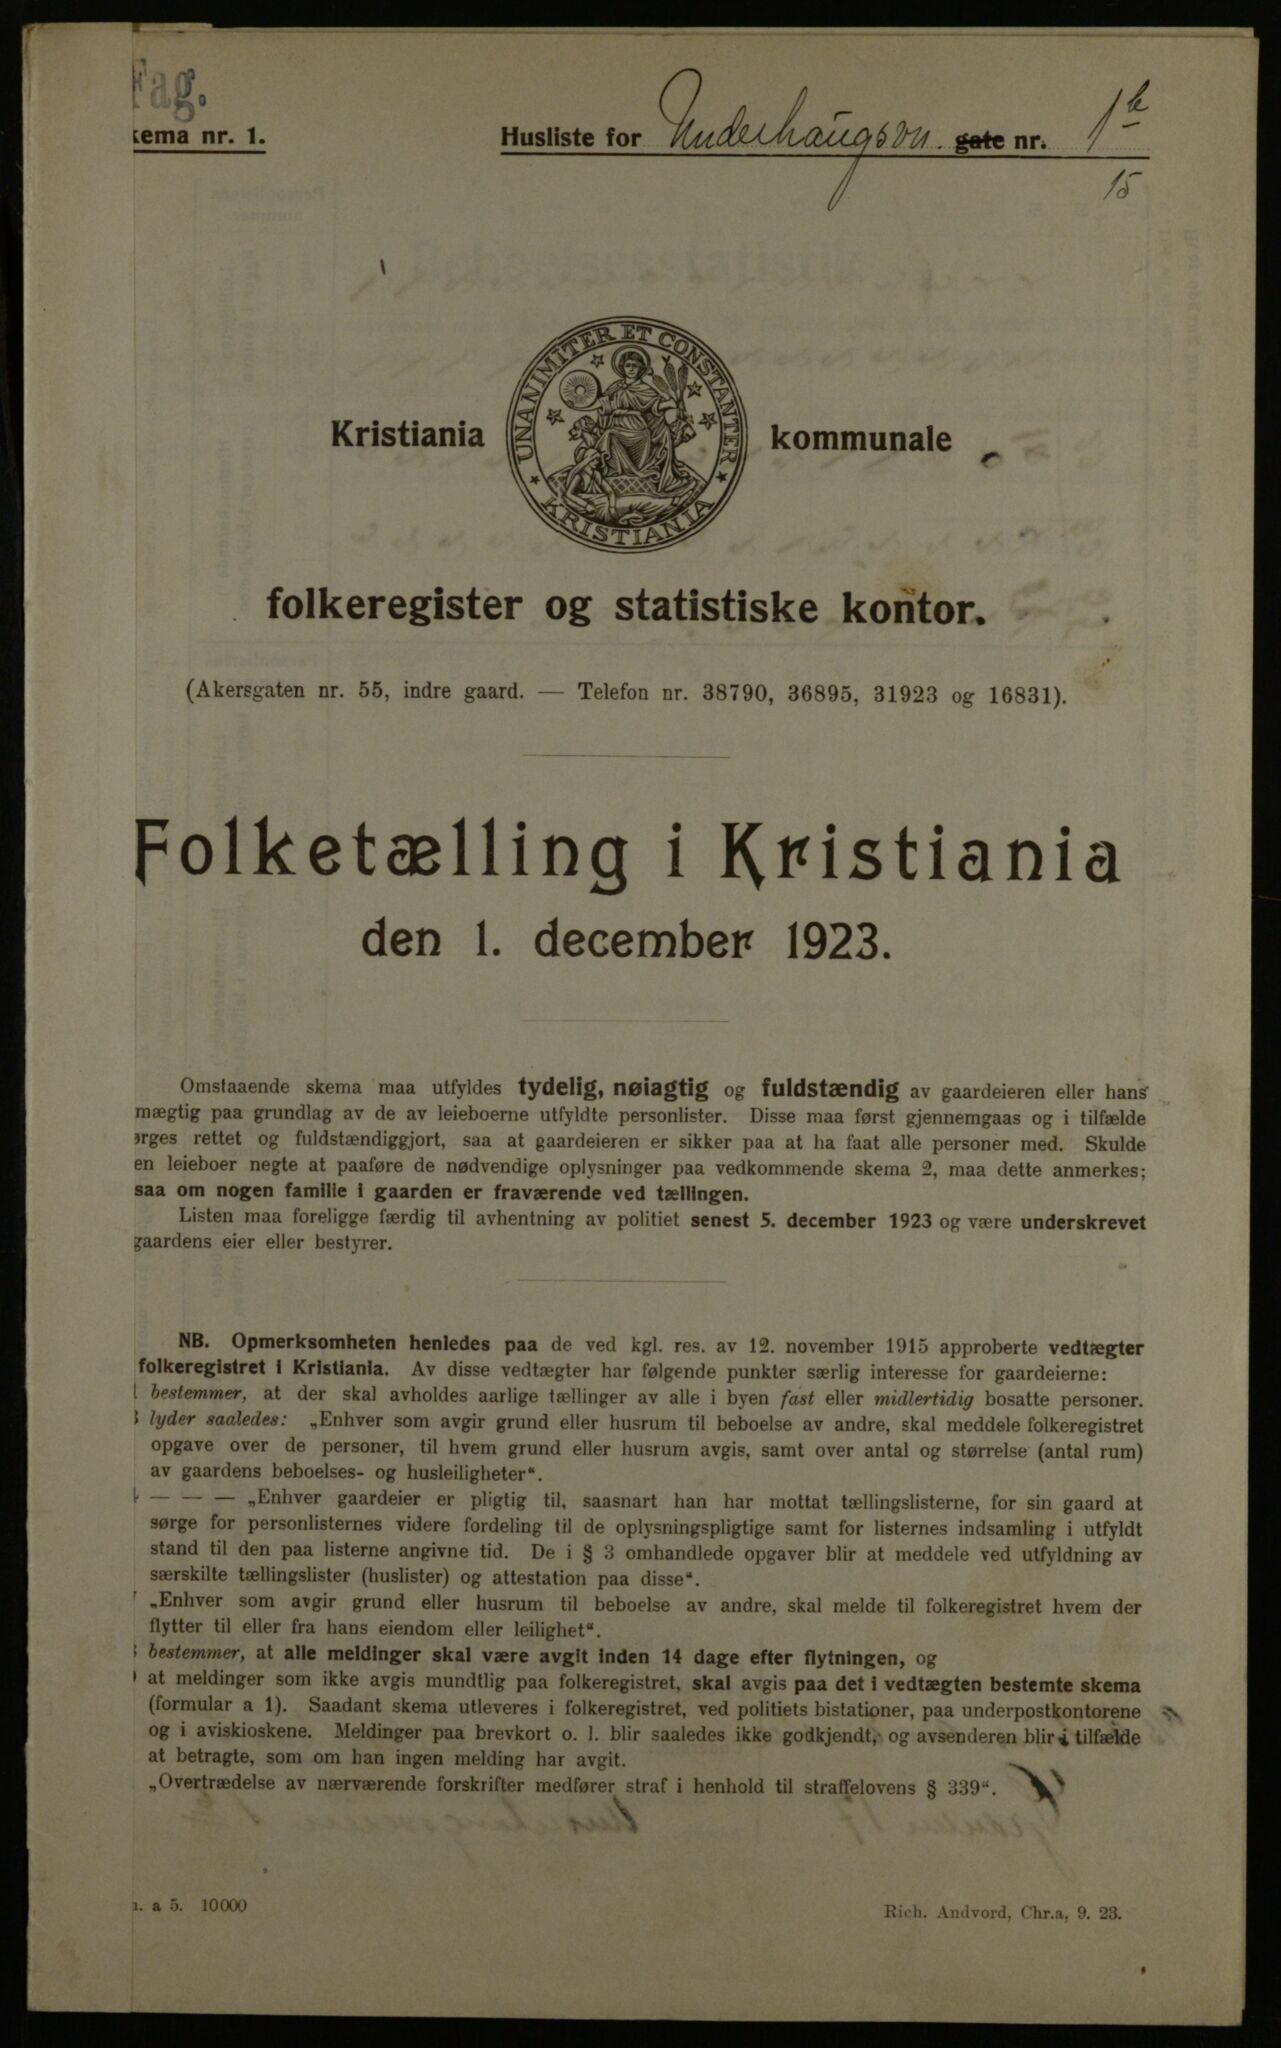 Fag.
kema nr. 1.
Husliste for Underhaugsvn. gate nr. 1b
15
UNANIMITER ET CONSTANTER
KRISTIANIA
Kristiania kommunale
folkeregister og statistiske kontor.
(Akersgaten nr. 55, indre gaard. — Telefon nr. 38790, 36895, 31923 og 16831).
Folketælling i Kristiania
den 1. december 1923.
Omstaaende skema maa utfyldes tydelig, nøiagtig og fuldstændig av gaardeieren eller hans
mægtig paa grundlag av de av leieboerne utfyldte personlister. Disse maa først gjennemgaas og i tilfælde
rges rettet og fuldstændiggjort, saa at gaardeieren er sikker paa at ha faat alle personer med. Skulde
en leieboer negte at paaføre de nødvendige oplysninger paa vedkommende skema 2, maa dette anmerkes;
saa om nogen familie i gaarden er fraværende ved tællingen.
Listen maa foreligge færdig til avhentning av politiet senest 5. december 1923 og være underskrevet
gaardens eier eller bestyrer.
NB. Opmerksomheten henledes paa de ved kgl. res. av 12. november 1915 approberte vedtægter
folkeregistret i Kristiania. Av disse vedtægter har følgende punkter særlig interesse for gaardeierne:
bestemmer, at der skal avholdes aarlige tællinger av alle i byen fast eller midlertidig bosatte personer.
lyder saaledes: „Enhver som avgir grund eller husrum til beboelse av andre, skal meddele folkeregistret
opgave over de personer, til hvem grund eller husrum avgis, samt over antal og størrelse (antal rum)
av gaardens beboelses- og husleiligheter“.
— — — „Enhver gaardeier er pligtig til, saasnart han har mottat tællingslisterne, for sin gaard at
sørge for personlisternes videre fordeling til de oplysningspligtige samt for listernes indsamling i utfyldt
stand til den paa listerne angivne tid. De i § 3 omhandlede opgaver blir at meddele ved utfyldning av
særskilte tællingslister (huslister) og attestation paa disse“.
„Enhver som avgir grund eller husrum til beboelse av andre, skal melde til folkeregistret hvem der
flytter til eller fra hans eiendom eller leilighet“.
bestemmer, at alle meldinger skal være avgit inden 14 dage efter flytningen, og
at meldinger som ikke avgis mundtlig paa folkeregistret, skal avgis paa det i vedtægten bestemte skema
(formular a 1). Saadant skema utleveres i folkeregistret, ved politiets bistationer, paa underpostkontorene
og i aviskioskene. Meldinger paa brevkort o. l. blir saaledes ikke godkjendt, og avsenderen blir i tilfælde
at betragte, som om han ingen melding har avgit.
„Overtrædelse av nærværende forskrifter medfører straf i henhold til straffelovens § 339“.
a 5. 10000
Rich. Andvord, Chr.a, 9. 23.